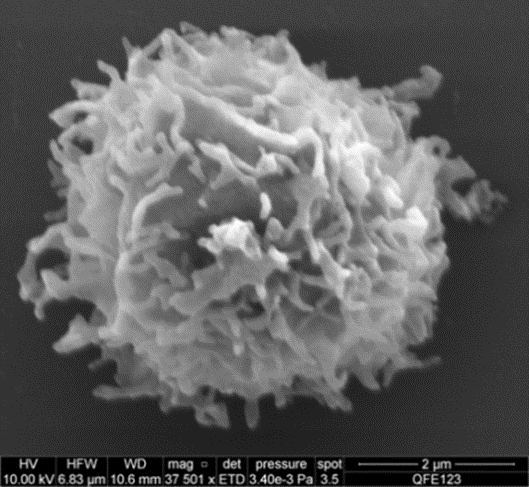 HV HFW WD mag □ det pressure spot 2 µm
10.00 kV 6.83 µm 10.6 mm 37 501 x ETD 3.40e-3 Pa 3.5 QFE123